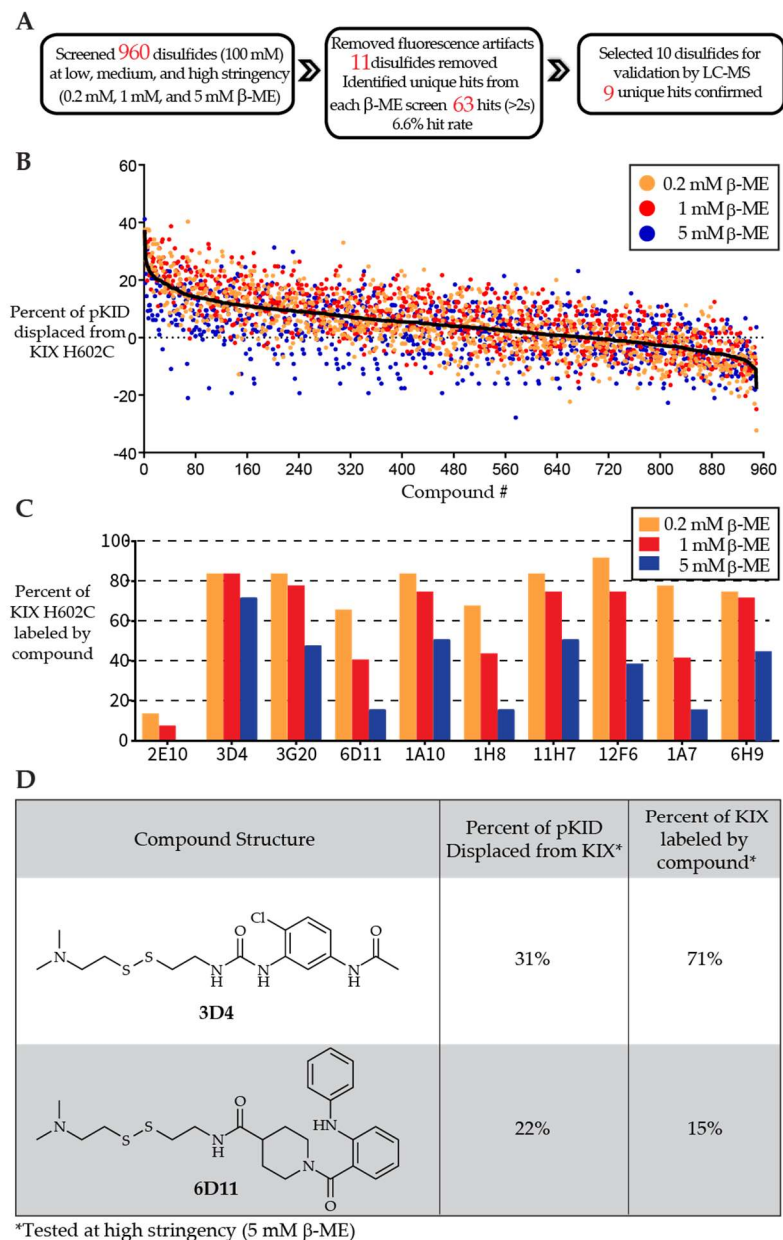 A
Screened 960 disulfides (100 mM)
at low, medium, and high stringency
(0.2 mM, 1 mM, and 5 mM β-ME)
Removed fluorescence artifacts
11 disulfides removed
Identified unique hits from
each β-ME screen 63 hits (>2s)
6.6% hit rate
Selected 10 disulfides for
validation by LC-MS
9 unique hits confirmed
B
Percent of pKID
displaced from
KIX H602C
60
40
20
0
-20
-40
0.2 mM β-ME
1 mM β-ME
5 mM β-ME
0 80 160 240 320 400 480 560 640 720 800 880 960
Compound #
C
Percent of
KIX H602C
labeled by
compound
100
80
60
40
20
0
0.2 mM β-ME
1 mM β-ME
5 mM β-ME
2E10 3D4 3G20 6D11 1A10 1H8 11H7 12F6 1A7 6H9
D
Compound Structure
Percent of pKID
Displaced from KIX*
Percent of KIX
labeled by
compound*
N S S N H O N H Cl N H O
3D4
31%
71%
N S S N H O N O HN
6D11
22%
15%
*Tested at high stringency (5 mM β-ME)